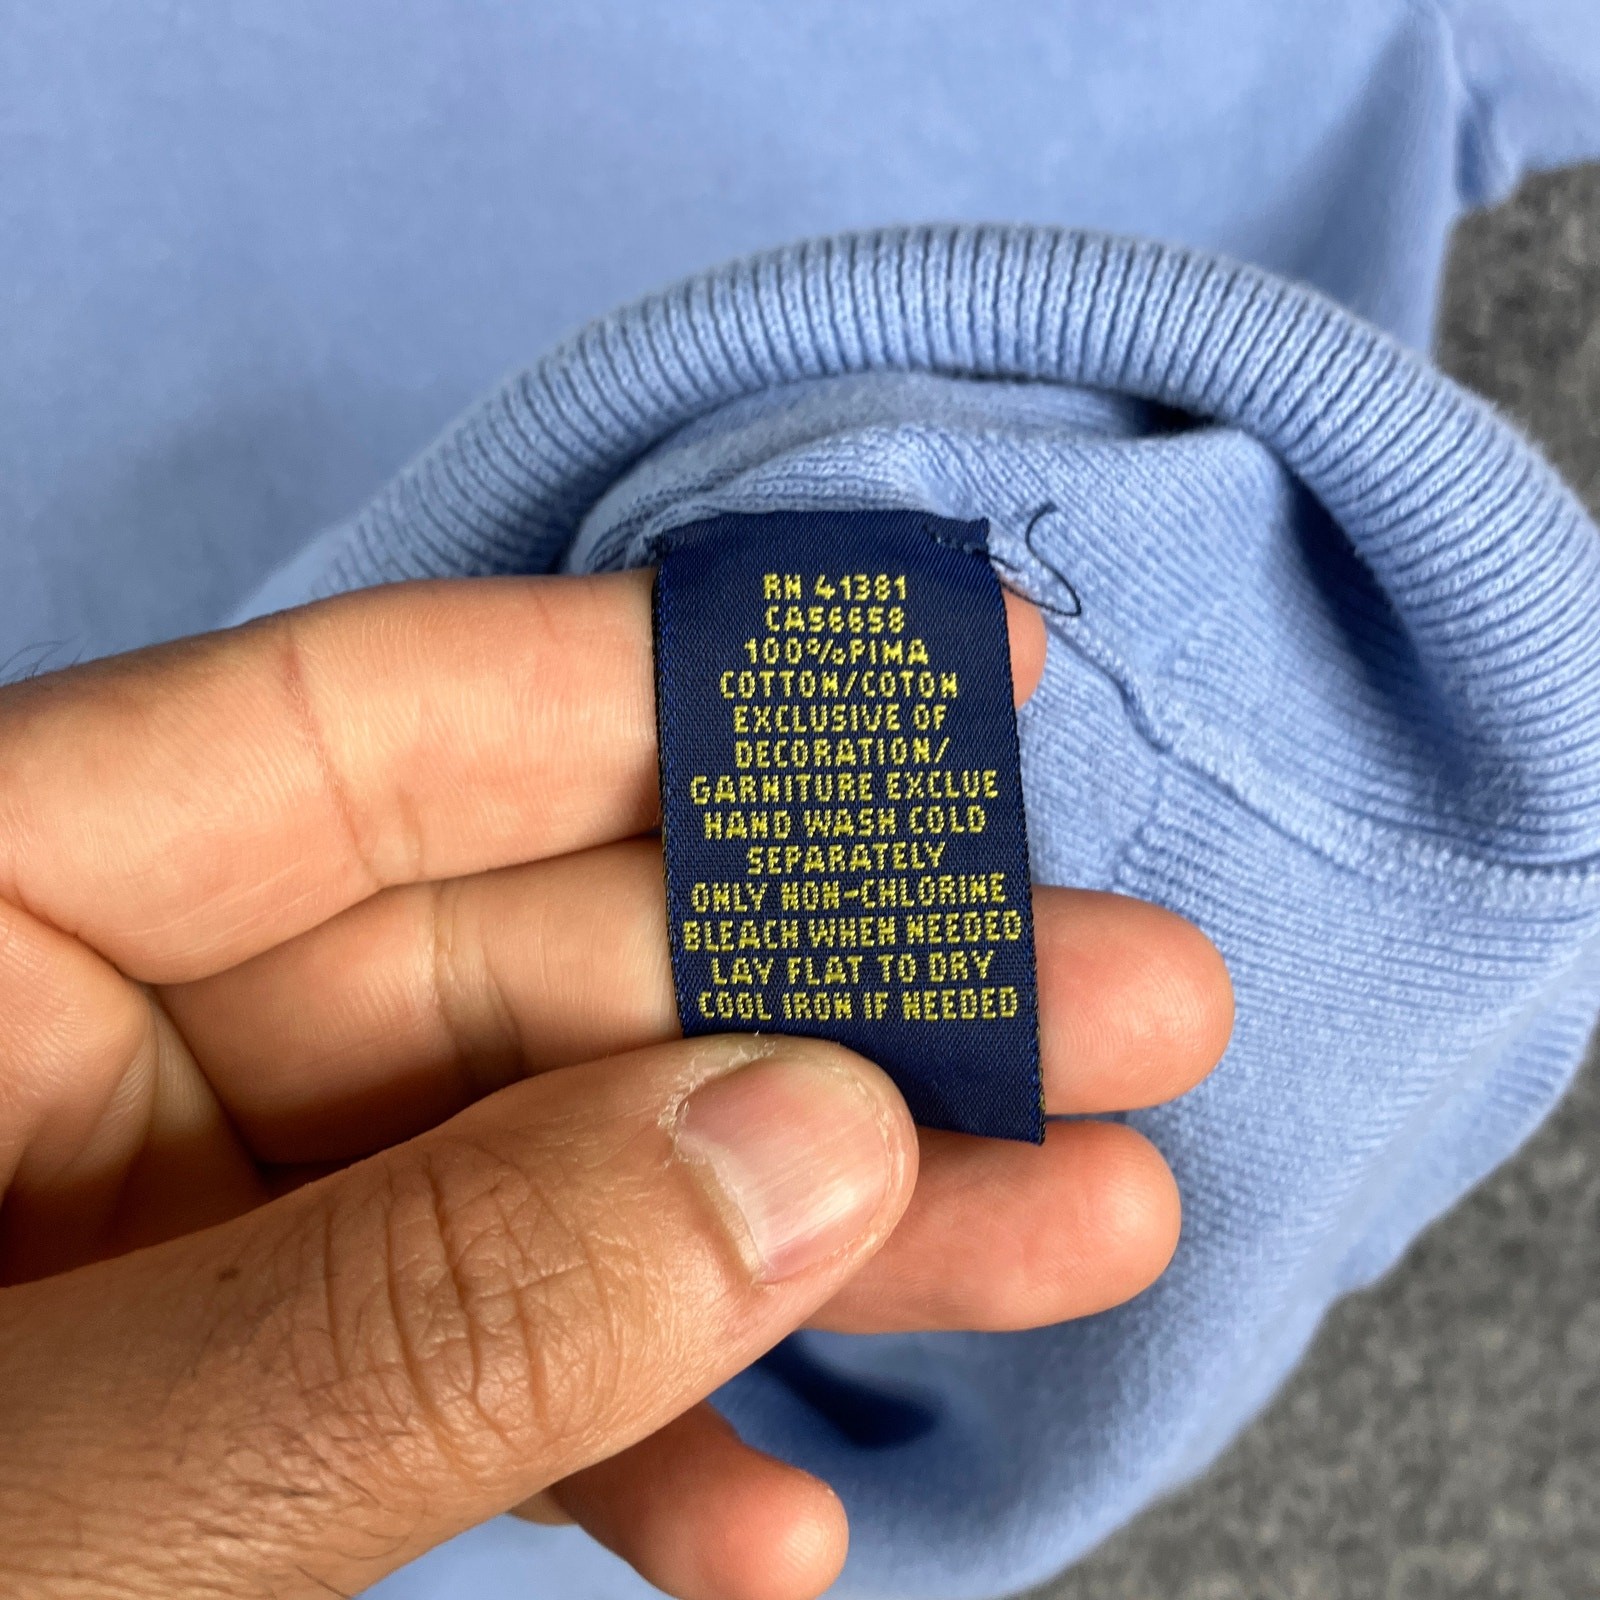 RN 41381
CA56658
100%PIMA
COTTON/COTON
EXCLUSIVE OF
DECORATION/
GARNITURE EXCLUE
HAND WASH COLD
SEPARATELY
ONLY NON-CHLORINE
BLEACH WHEN NEEDED
LAY FLAT TO DRY
COOL IRON IF NEEDED